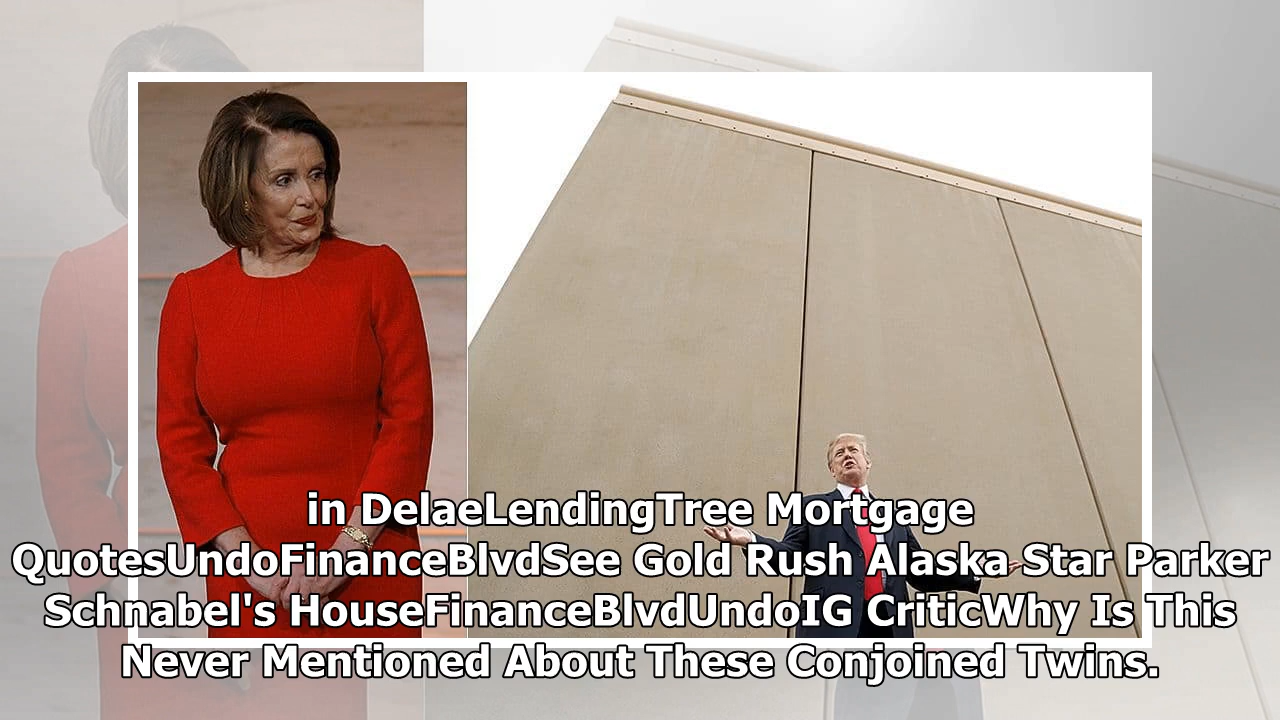 in DelaeLendingTree Mortgage
QuotesUndoFinanceBlvdSee Gold Rush Alaska Star Parker
Schnabel's HouseFinanceBlvdUndoIG CriticWhy Is This
Never Mentioned About These Conjoined Twins.